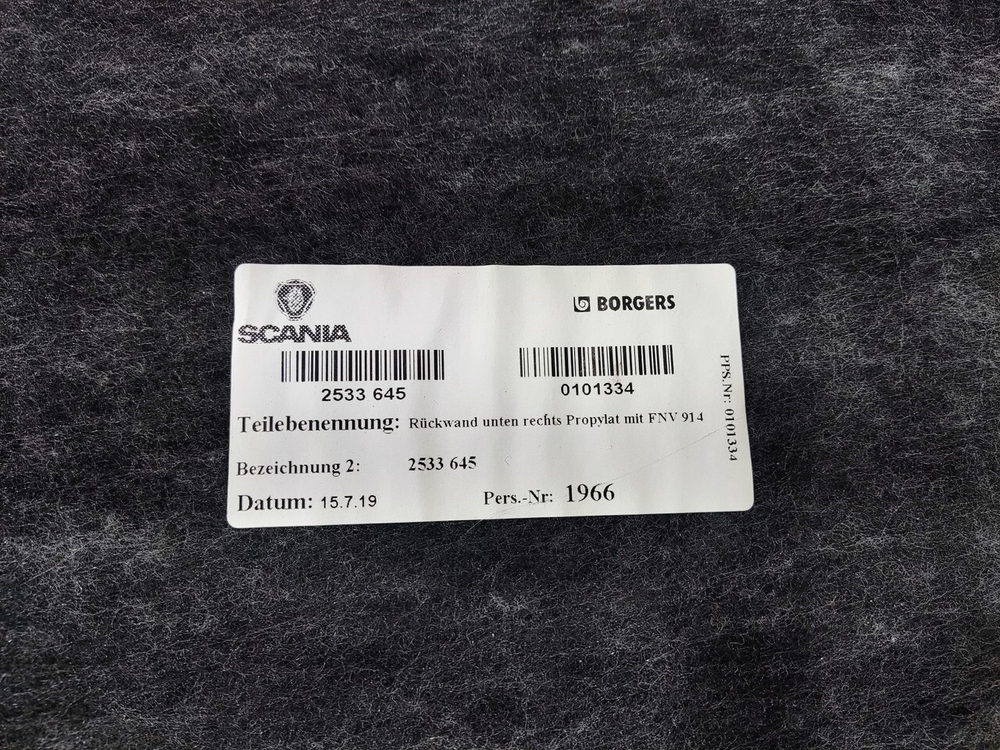 SCANIA
BORGERS
2533 645
0101334
Teilebenennung: Rückwand unten rechts Propylat mit FNV 914
Bezeichnung 2: 2533 645
Datum: 15.7.19 Pers.-Nr: 1966
PPS.Nr: 0101334